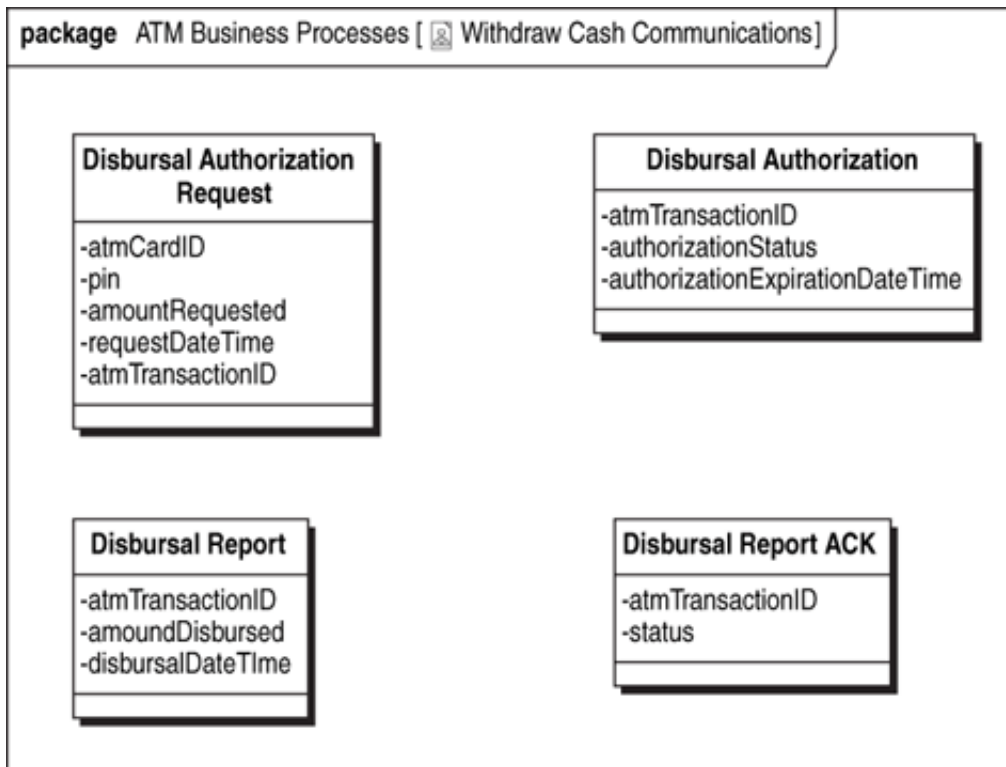 package ATM Business Processes [ Withdraw Cash Communications]
Disbursal Authorization
Request
-atmCardID
-pin
-amountRequested
-requestDateTime
-atmTransactionID
Disbursal Authorization
-atmTransactionID
-authorizationStatus
-authorizationExpirationDateTime
Disbursal Report
-atmTransactionID
-amoundDisbursed
-disbursalDateTIme
Disbursal Report ACK
-atmTransactionID
-status